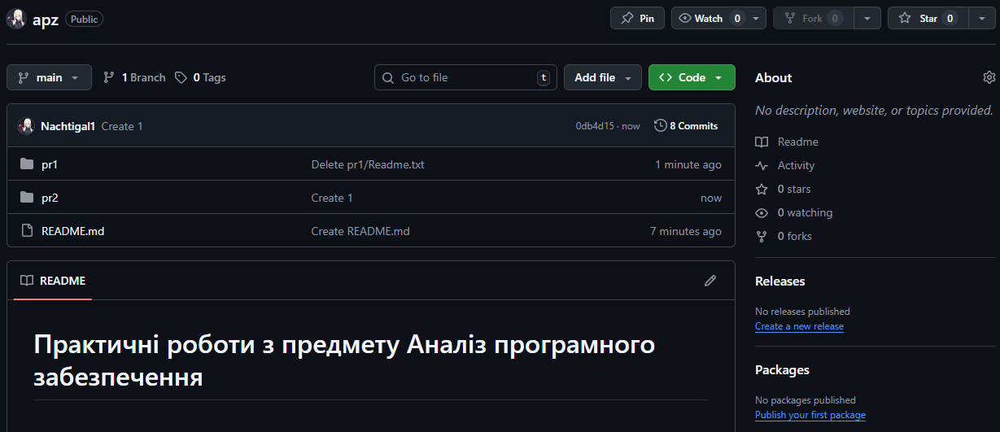 apz Public Pin Watch 0 Fork 0 Star 0
main 1 Branch 0 Tags Go to file t Add file Code
Nachtigal1 Create 1 0db4d15 · now 8 Commits
pr1 Delete pr1/Readme.txt 1 minute ago
pr2 Create 1 now
README.md Create README.md 7 minutes ago
README
Практичні роботи з предмету Аналіз програмного
забезпечення
About
No description, website, or topics provided.
Readme
Activity
0 stars
0 watching
0 forks
Releases
No releases published
Create a new release
Packages
No packages published
Publish your first package